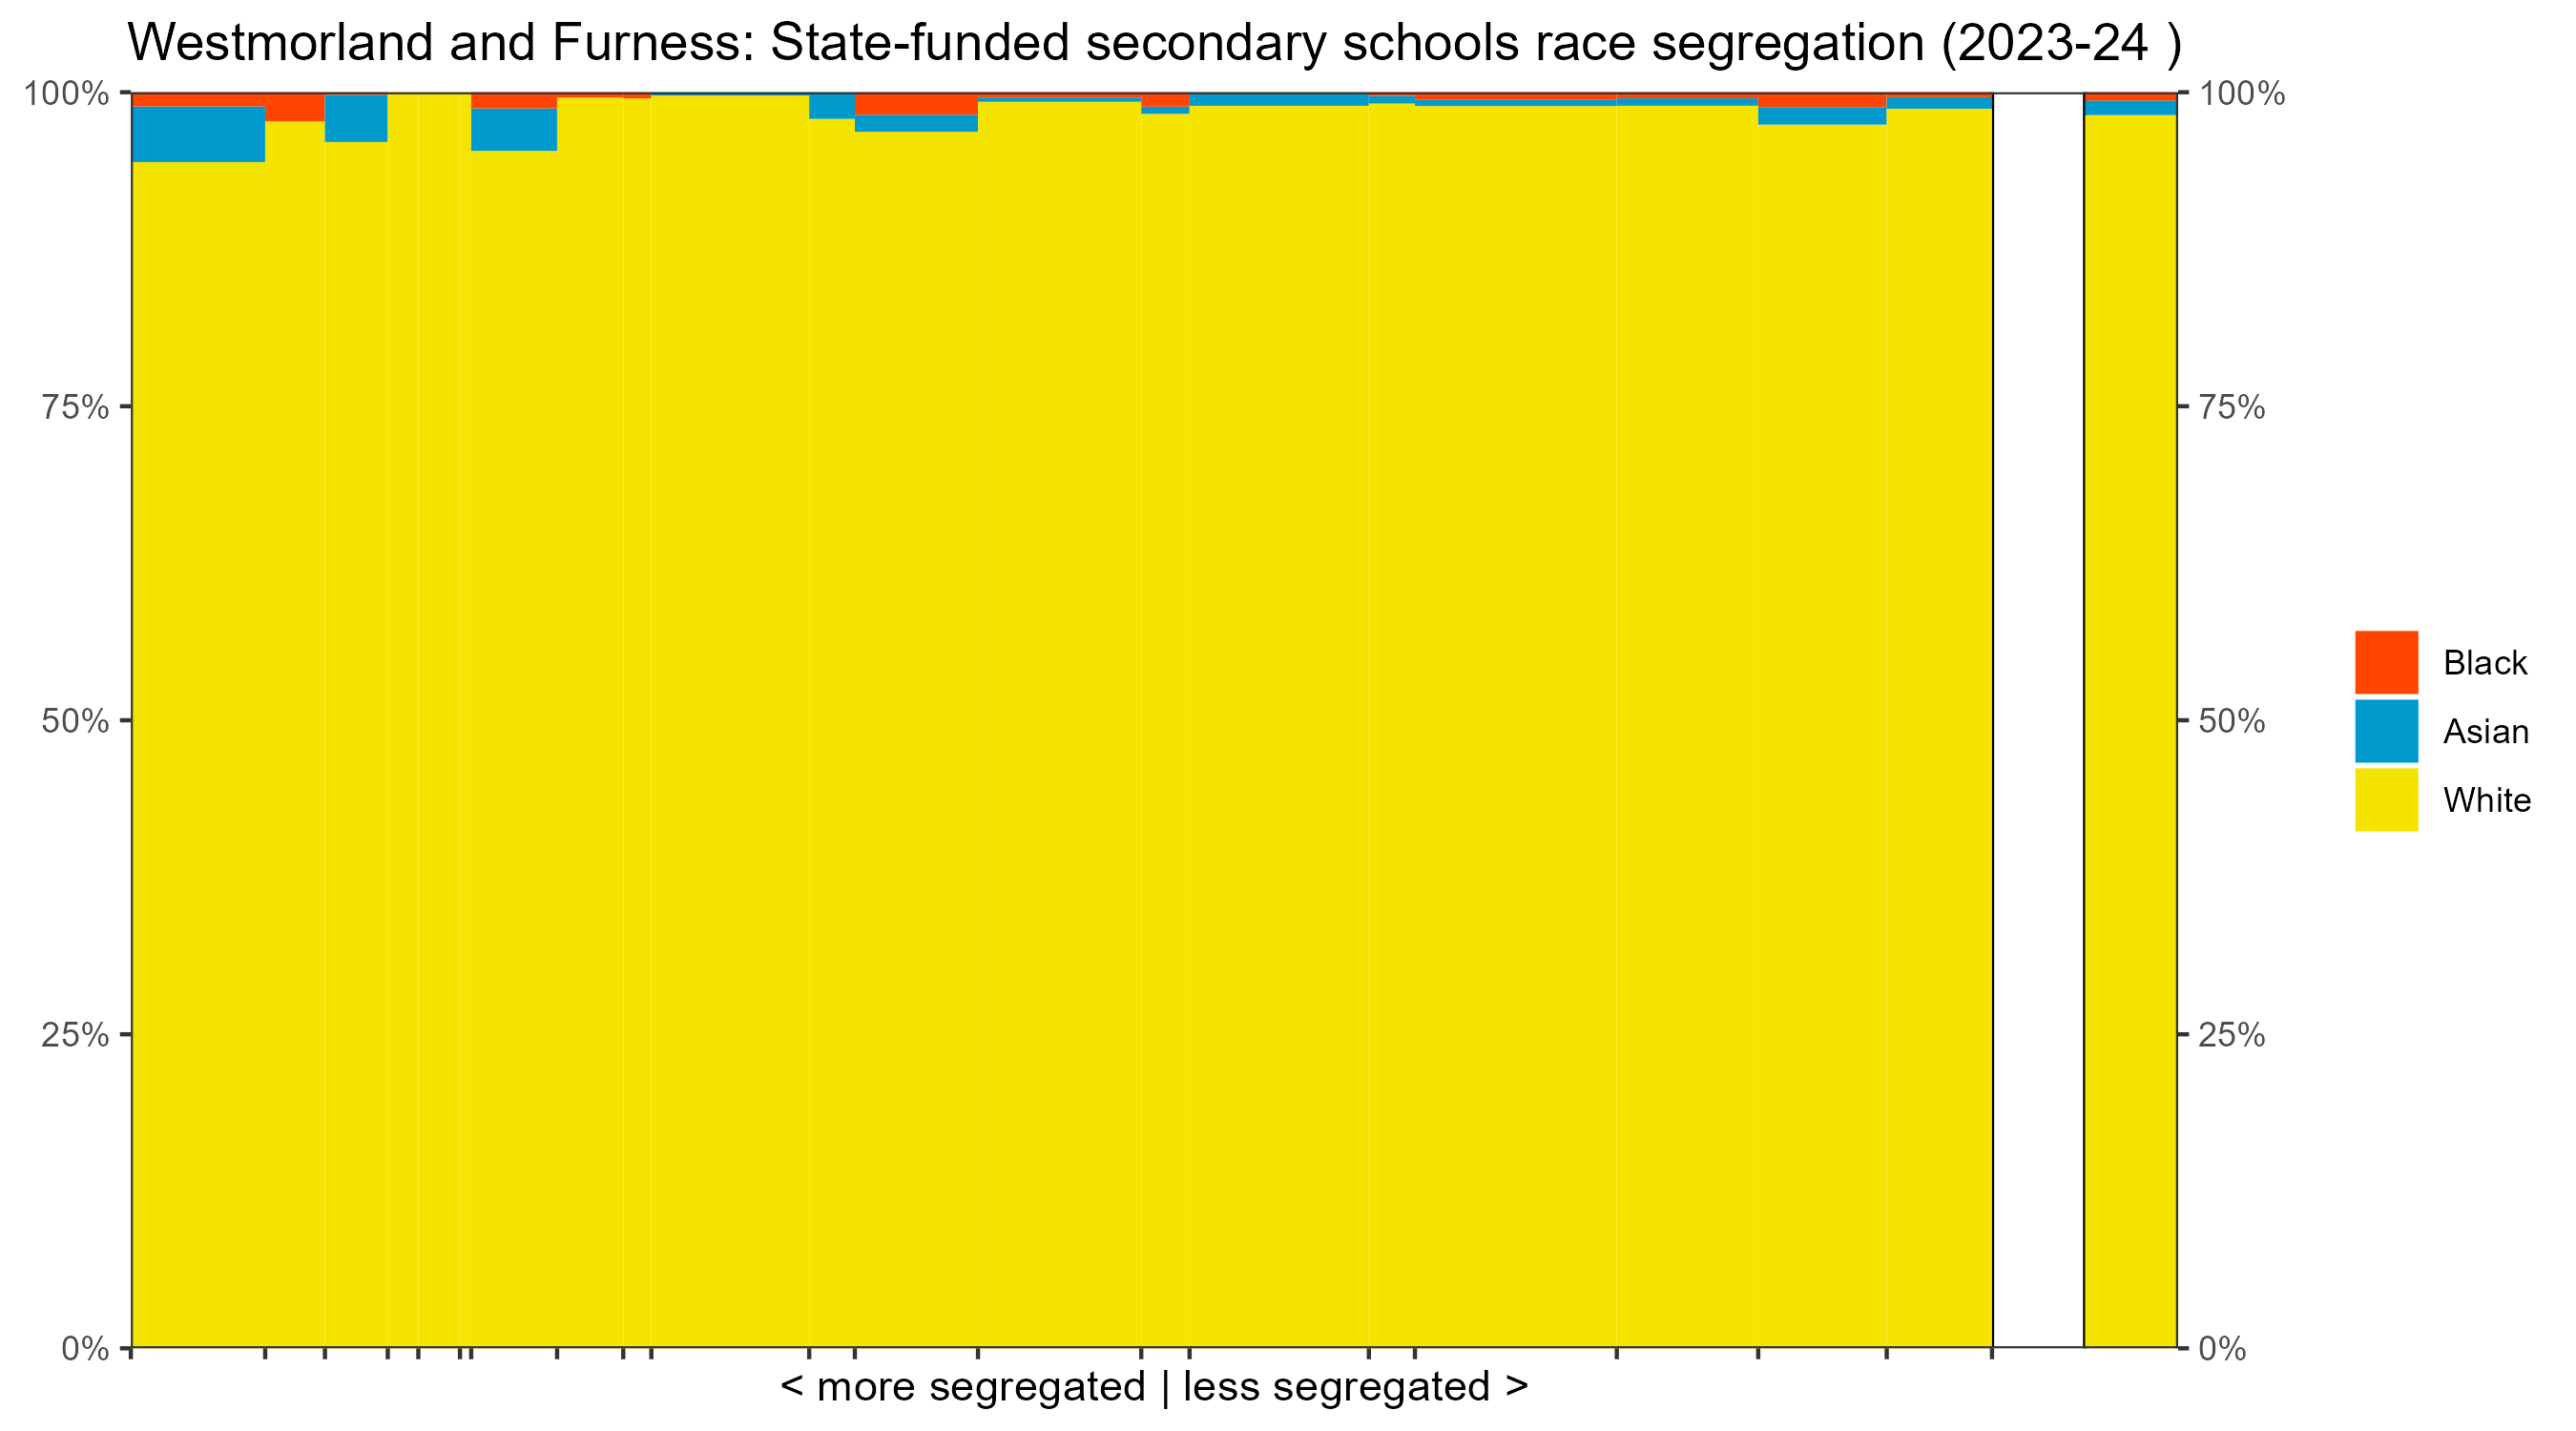 Westmorland and Furness: State-funded secondary schools race segregation (2023-24 )
100%
75%
50%
25%
0%
100%
75%
50%
25%
0%
Black
Asian
White
< more segregated | less segregated >